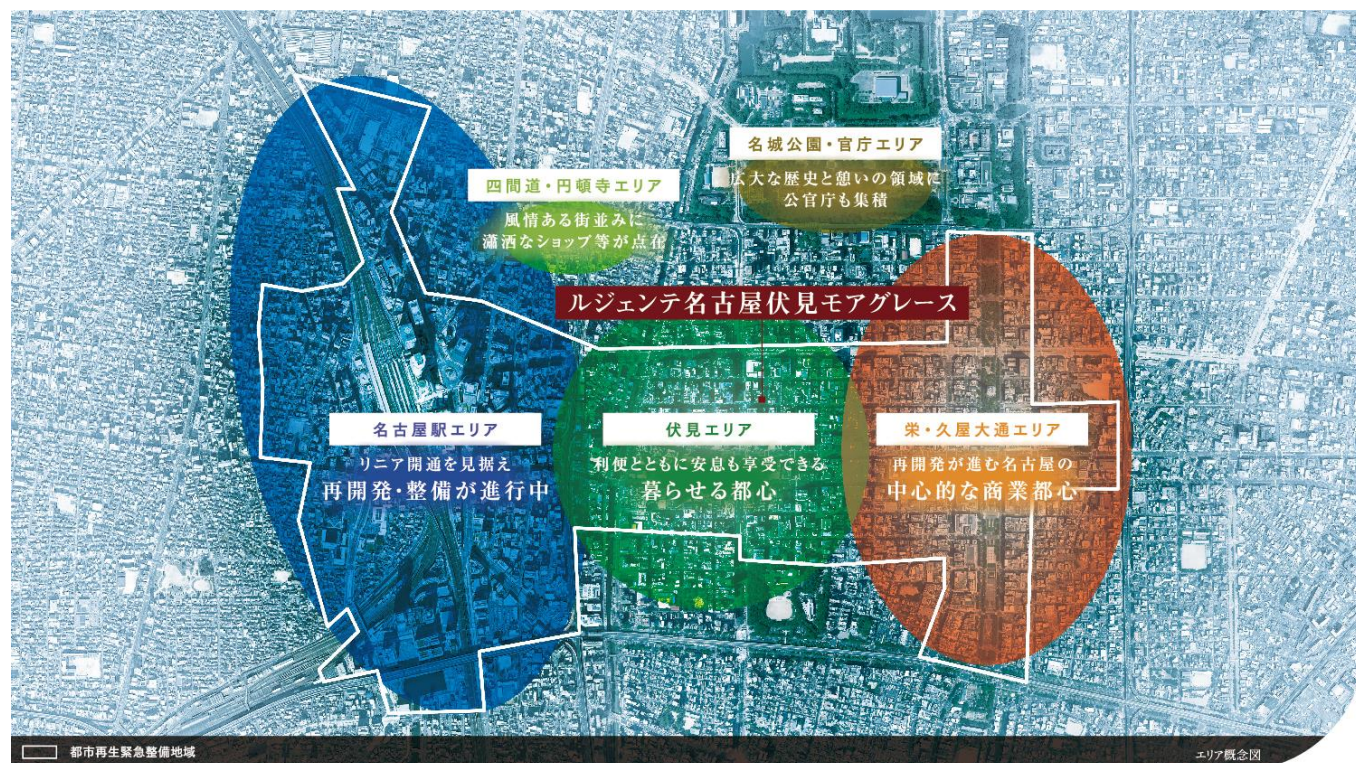 名城公園・官庁エリア
広大な歴史と憩いの領域に
公官庁も集積
四間道・円頓寺エリア
風情ある街並みに
瀟洒なショップ等が点在
ルジェンテ名古屋伏見モアグレース
名古屋駅エリア
リニア開通を見据え
再開発・整備が進行中
伏見エリア
利便とともに安息も享受できる
暮らせる都心
栄・久屋大通エリア
再開発が進む名古屋の
中心的な商業都心
都市再生緊急整備地域
エリア概念図